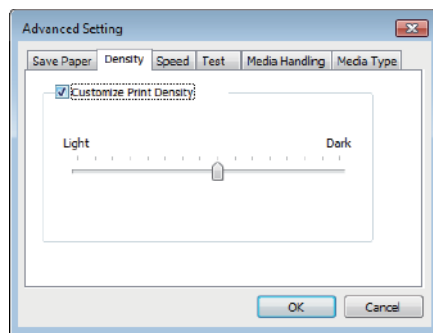 Advanced Setting
Save Paper Density Speed Test Media Handling Media Type
Customize Print Density
Light Dark
OK Cancel